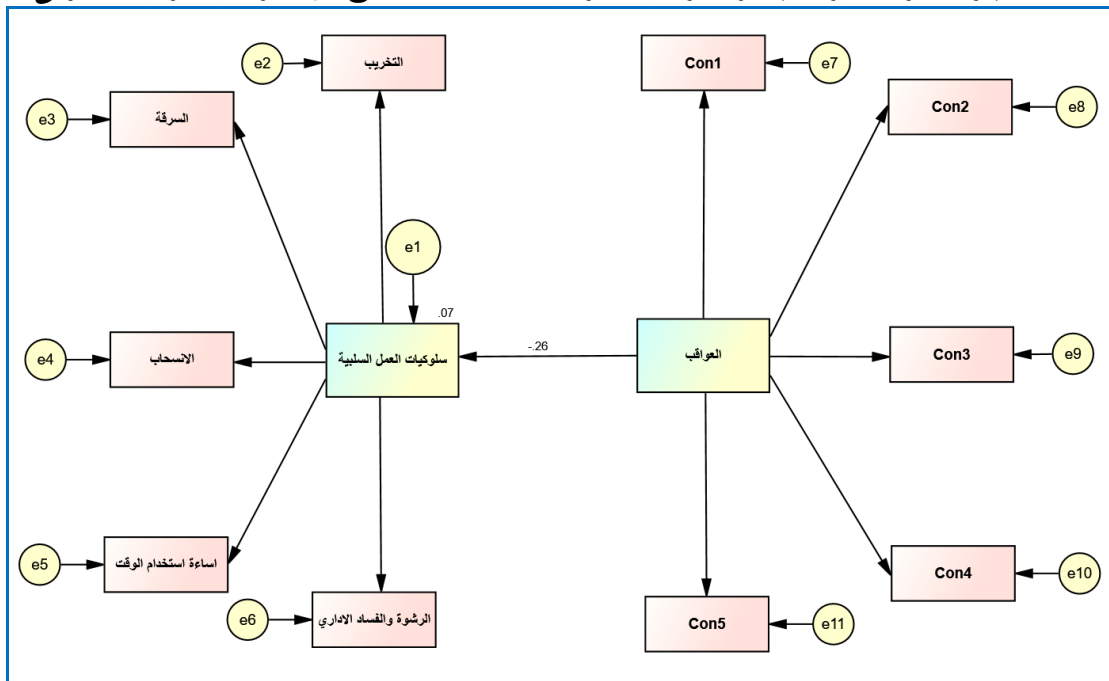 e2
التخريب
Con1
e7
e3
السرقة
Con2
e8
e1
.07
-.26
e4
الانسحاب
سلوكيات العمل السلبية
العواقب
Con3
e9
e5
اساءة استخدام الوقت
Con4
e10
e6
الرشوة والفساد الاداري
Con5
e11